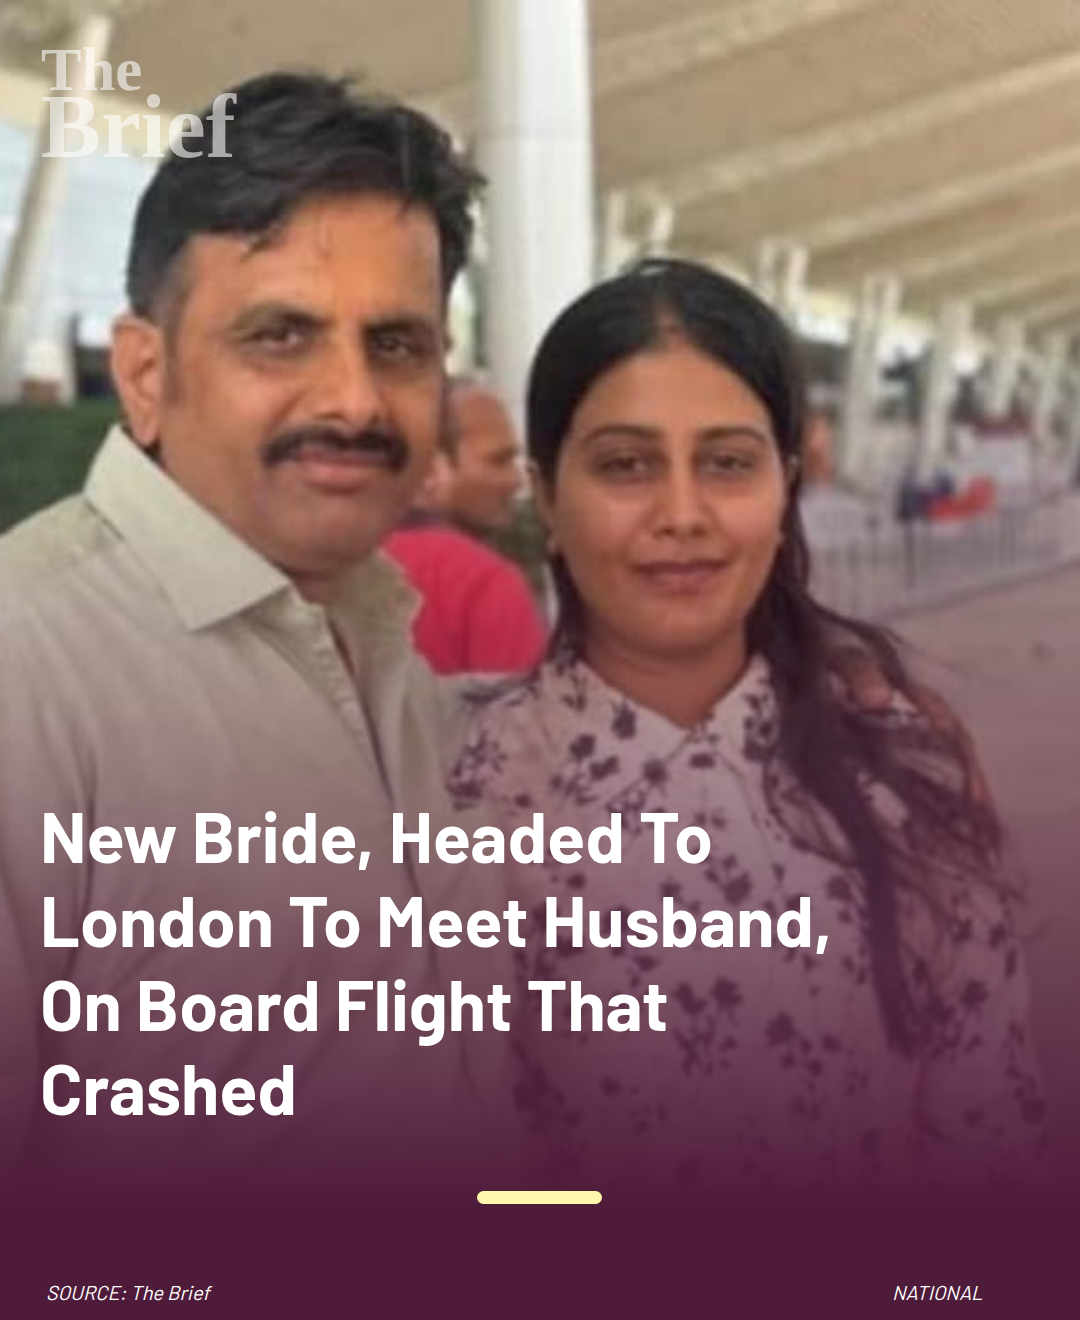 The
Brief
New Bride, Headed To
London To Meet Husband,
On Board Flight That
Crashed
SOURCE: The Brief
NATIONAL